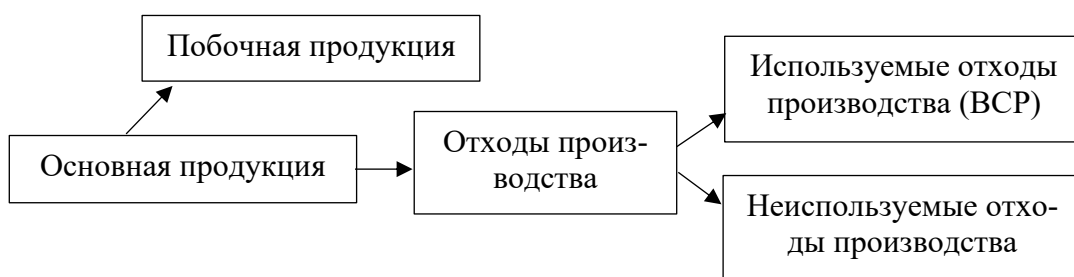 Побочная продукция
Основная продукция
Отходы произ-
водства
Используемые отходы
производства (ВСР)
Неиспользуемые отхо-
ды производства